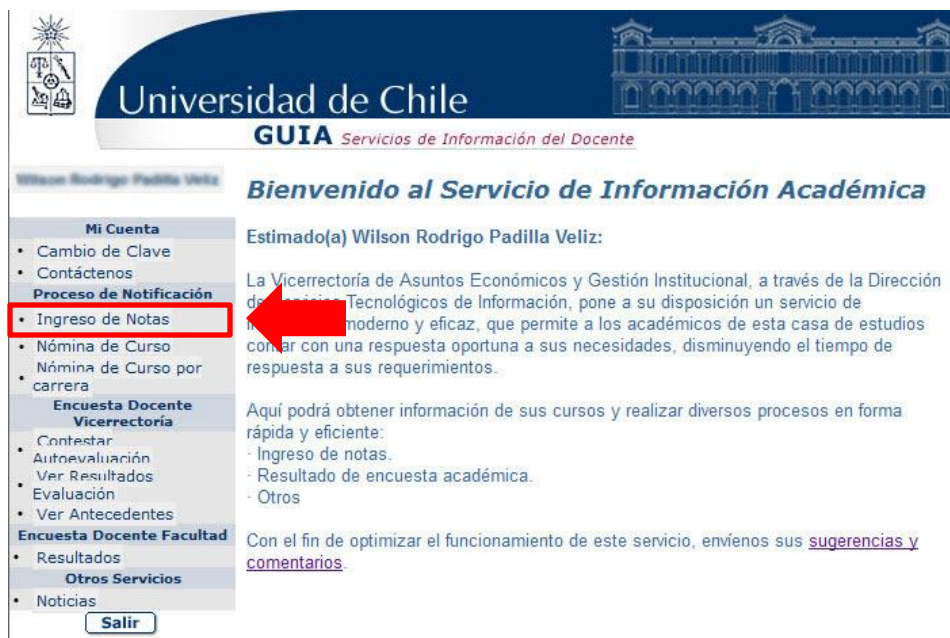 Universidad de Chile
GUIA Servicios de Información del Docente
Wilson Rodrigo Padilla Veliz
Mi Cuenta
• Cambio de Clave
• Contáctenos
Proceso de Notificación
• Ingreso de Notas
• Nómina de Curso
• Nómina de Curso por
carrera
Encuesta Docente
Vicerrectoría
• Contestar
Autoevaluación
• Ver Resultados
Evaluación
• Ver Antecedentes
Encuesta Docente Facultad
• Resultados
Otros Servicios
• Noticias
Salir
Bienvenido al Servicio de Información Académica
Estimado(a) Wilson Rodrigo Padilla Veliz:
La Vicerrectoría de Asuntos Económicos y Gestión Institucional, a través de la Dirección
de Tecnológicos de Información, pone a su disposición un servicio de
moderno y eficaz, que permite a los académicos de esta casa de estudios
contar con una respuesta oportuna a sus necesidades, disminuyendo el tiempo de
respuesta a sus requerimientos.
Aquí podrá obtener información de sus cursos y realizar diversos procesos en forma
rápida y eficiente:
· Ingreso de notas.
· Resultado de encuesta académica.
· Otros
Con el fin de optimizar el funcionamiento de este servicio, envíenos sus sugerencias y
comentarios.